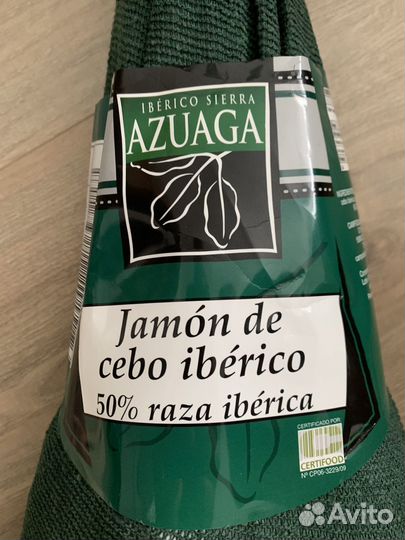 IBÉRICO SIERRA
AZUAGA
Jamón de
cebo ibérico
50% raza ibérica
CERTIFICADO POR:
CERTIFOOD
Nº CP06-3229/09
Avito